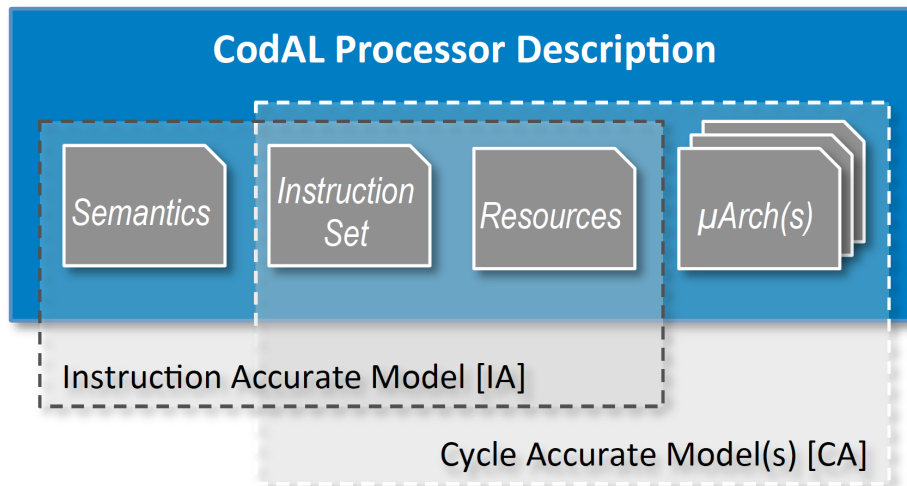 CodAL Processor Description
Semantics
Instruction
Set
Resources
µArch(s)
Instruction Accurate Model [IA]
Cycle Accurate Model(s) [CA]